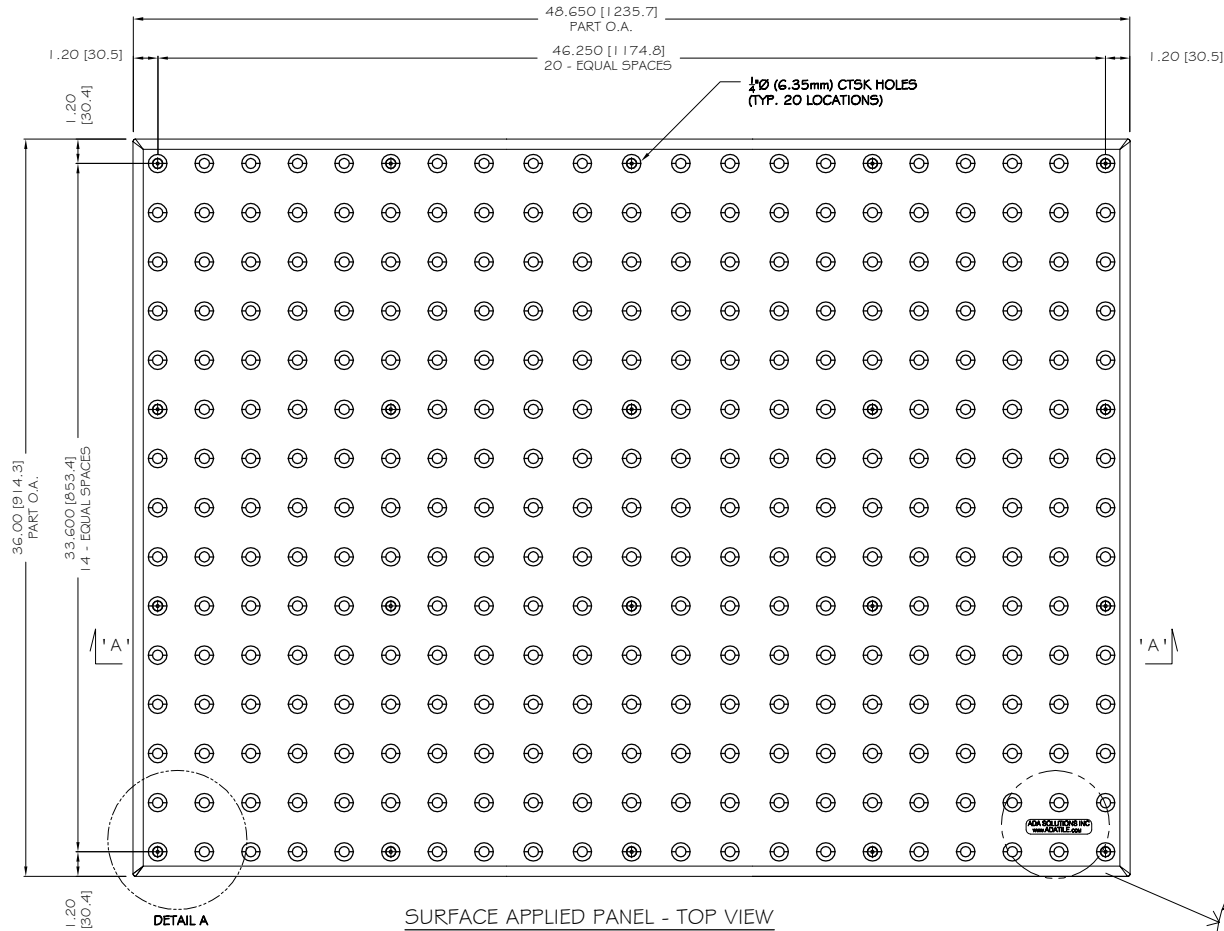 48.650 [1235.7]
PART O.A.
1.20 [30.5]
46.250 [1174.8]
20 - EQUAL SPACES
1.20 [30.5]
1/4"Ø (6.35mm) CTSK HOLES
(TYP. 20 LOCATIONS)
1.20
[30.4]
36.00 [914.3]
PART O.A.
33.600 [853.4]
14 - EQUAL SPACES
'A'
'A'
ADA SOLUTIONS INC
www.ADATILE.COM
1.20
[30.4]
DETAIL A
SURFACE APPLIED PANEL - TOP VIEW